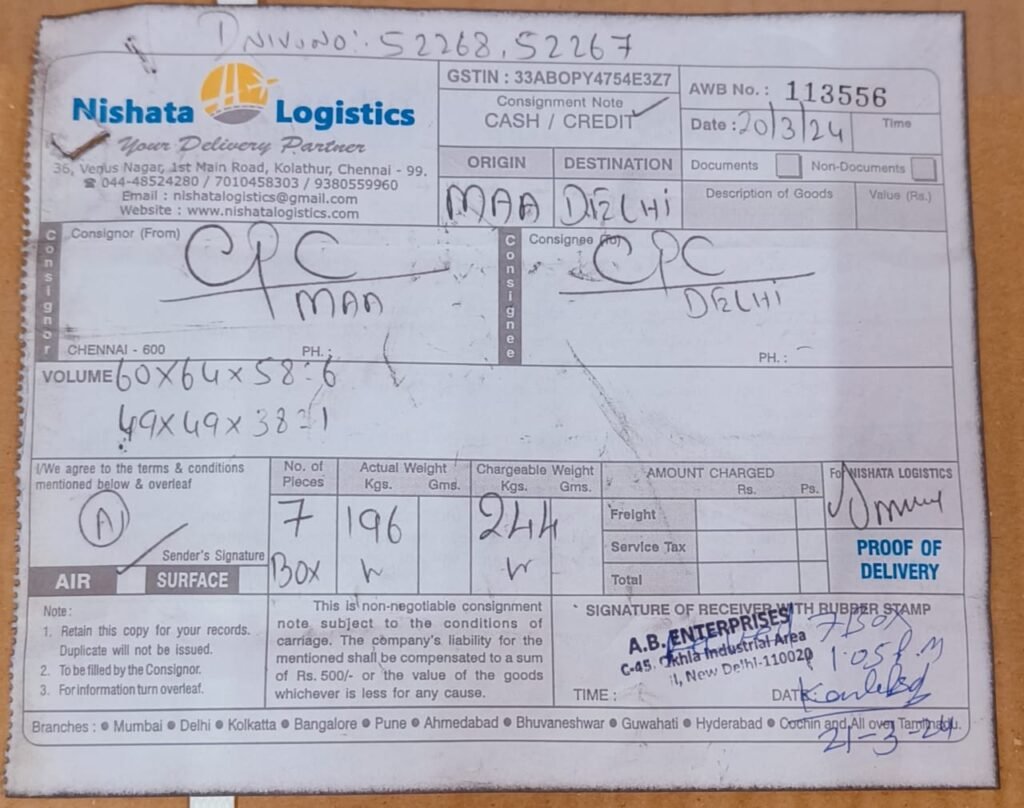 INVNO: 52268, 52267
Nishata Logistics
Your Delivery Partner
36, Venus Nagar, 1st Main Road, Kolathur, Chennai - 99.
☎ 044-48524280 / 7010458303 / 9380559960
Email : nishatalogistics@gmail.com
Website : www.nishatalogistics.com
GSTIN : 33ABOPY4754E3Z7
Consignment Note
CASH / CREDIT
AWB No. : 113556
Date : 20/3/24 Time
ORIGIN DESTINATION
MAA DELHI
Documents Non-Documents
Description of Goods Value (Rs.)
Consignor
Consignor (From)
CPC
MAA
CHENNAI - 600 PH. :
Consignee
Consignee (To)
CPC
DELHI
PH. : -
VOLUME 60X64X58=6
49X49X38=1
I/We agree to the terms & conditions
mentioned below & overleaf
Sender's Signature
AIR SURFACE
No. of Pieces
7
BOX
Actual Weight
Kgs. Gms.
196
Chargeable Weight
Kgs. Gms.
244
AMOUNT CHARGED
Rs. Ps.
Freight
Service Tax
Total
For NISHATA LOGISTICS
PROOF OF
DELIVERY
Note :
1. Retain this copy for your records.
Duplicate will not be issued.
2. To be filled by the Consignor.
3. For information turn overleaf.
This is non-negotiable consignment
note subject to the conditions of
carriage. The company's liability for the
mentioned shall be compensated to a sum
of Rs. 500/- or the value of the goods
whichever is less for any cause.
SIGNATURE OF RECEIVER WITH RUBBER STAMP
A.B. ENTERPRISES
C-45, Okhla Industrial Area
II, New Delhi-110020
7 BOX
1.05 P.M
TIME : DATE
21-3-24
Branches : ● Mumbai ● Delhi ● Kolkatta ● Bangalore ● Pune ● Ahmedabad ● Bhuvaneshwar ● Guwahati ● Hyderabad ● Cochin and All over Tamilnadu.